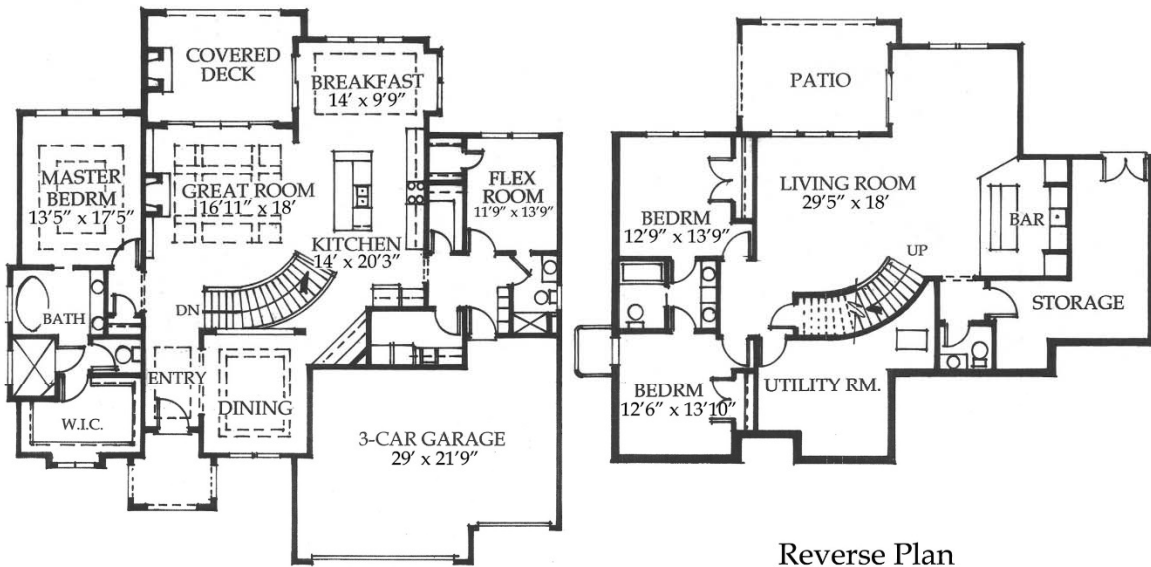 COVERED
DECK
BREAKFAST
14' x 9'9"
MASTER
BEDRM
13'5" x 17'5"
GREAT ROOM
16'11" x 18'
FLEX
ROOM
11'9" x 13'9"
KITCHEN
14' x 20'3"
DN
BATH
ENTRY
DINING
W.I.C.
3-CAR GARAGE
29' x 21'9"
PATIO
LIVING ROOM
29'5" x 18'
BAR
BEDRM
12'9" x 13'9"
UP
STORAGE
UTILITY RM.
BEDRM
12'6" x 13'10"
Reverse Plan